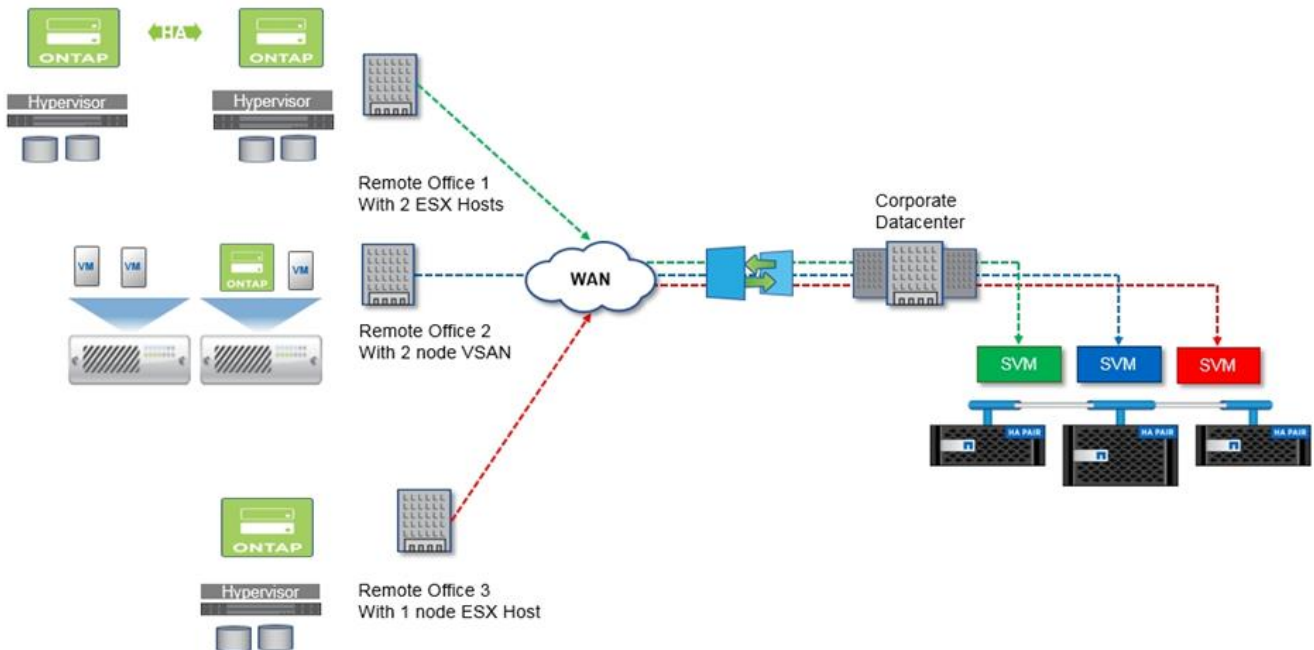 HA
ONTAP
ONTAP
Hypervisor
Hypervisor
Remote Office 1
With 2 ESX Hosts
VM
VM
ONTAP
VM
Remote Office 2
With 2 node VSAN
WAN
Corporate
Datacenter
SVM
SVM
SVM
HA PAIR
HA PAIR
HA PAIR
ONTAP
Hypervisor
Remote Office 3
With 1 node ESX Host